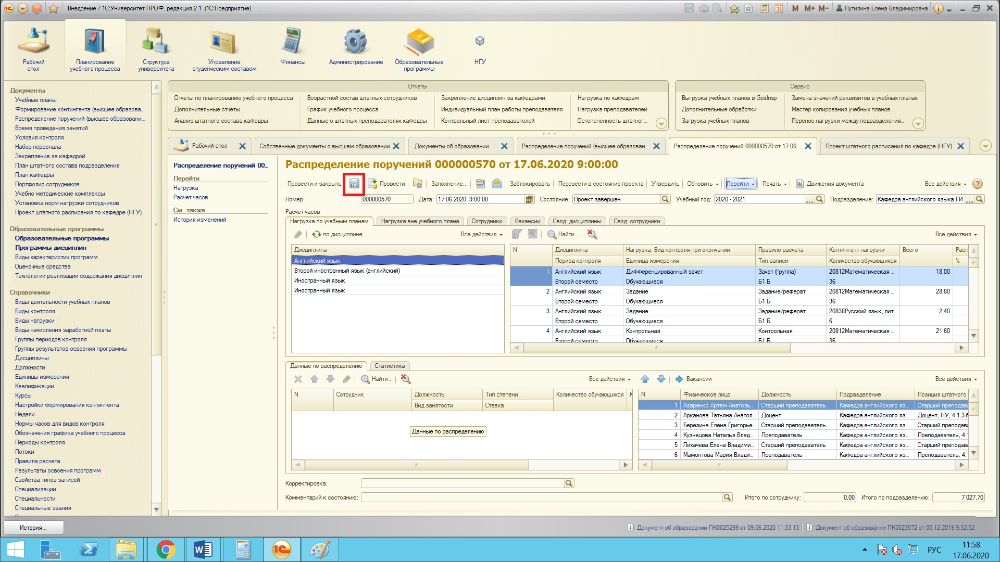 Внедрение / 1С:Университет ПРОФ, редакция 2.1 (1С:Предприятие)
M M+ M- Путилина Елена Владимировна
Рабочий стол
Планирование учебного процесса
Структура университета
Управление студенческим составом
Финансы
Администрирование
Образовательные программы
НГУ
Документы
Учебные планы
Формирование контингента (высшее образова...
Распределение поручений (высшее образовани...
Время проведения занятий
Условия контроля
Набор персонала
Закрепление за кафедрой
План штатного состава подразделения
План кафедры
Портфолио сотрудников
Учебно методические комплексы
Установка норм нагрузки сотрудников
Проект штатного расписания по кафедре (НГУ)
Образовательные программы
Образовательные программы
Программы дисциплин
Виды характеристик программ
Оценочные средства
Технологии реализации содержания дисциплин
Справочники
Виды деятельности учебных планов
Виды контроля
Виды нагрузки
Виды начисления заработной платы
Группы периодов контроля
Группы результатов освоения программы
Дисциплины
Должности
Единицы измерения
Квалификации
Курсы
Настройки формирования контингента
Недели
Нормы часов для видов контроля
Обозначения графика учебного процесса
Периоды контроля
Потоки
Правила расчета
Результаты освоения программ
Свойства типов записей
Специализации
Специальности
Специальные звания
Отчеты
Отчеты по планированию учебного процесса
Дополнительные отчеты
Анализ штатного состава кафедры
Возрастной состав штатных сотрудников
График учебного процесса
Данные о штатных преподавателях кафедры
Закрепление дисциплин за кафедрами
Индивидуальный план работы преподавателя
Контрольный лист преподавателей
Нагрузка по кафедрам
Нагрузка преподавателей
Остепененность штатног...
Сервис
Выгрузка учебных планов в GosInsp
Дополнительные обработки
Загрузка учебных планов
Замена значений реквизитов в учебных планах
Мастер копирования учебных планов
Перенос нагрузки между подразделения...
Рабочий стол
Собственные документы о высшем образовании
Документы об образовании
Распределение поручений (высшее образован...
Распределение поручений 000000570 от 17.06...
Проект штатного расписания по кафедре (НГУ)
Распределение поручений 00...
Перейти
Нагрузка
Расчет часов
См. также
История изменений
Распределение поручений 000000570 от 17.06.2020 9:00:00
Провести и закрыть Провести Заполнение... Заблокировать Перевести в состояние проекта Утвердить Обновить Перейти Печать Движения документа Все действия
Номер: 000000570 Дата: 17.06.2020 9:00:00 Состояние: Проект завершен Учебный год: 2020 - 2021 Подразделение: Кафедра английского языка ГИ
Расчет часов
Нагрузка по учебным планам Нагрузка вне учебного плана Сотрудники Вакансии Свод: дисциплины Свод: сотрудники
по дисциплине Все действия
Дисциплина
Английский язык
Второй иностранный язык (английский)
Иностранный язык
Иностранный язык
Найти... Все действия
N Дисциплина Нагрузка, Вид контроля при окончании Правило расчета Контингент нагрузки Всего Расп
Период контроля Единица измерения Тип записи Количество обучающихся %
1 Английский язык Дифференцированный зачет Зачет (группа) 20812Математическая ... 18,00
Второй семестр Обучающиеся Б1.Б 36
2 Английский язык Задание Задание/реферат 20812Математическая ... 28,80
Второй семестр Обучающиеся Б1.Б 36
3 Английский язык Задание Задание/реферат 20838Русский язык, лит... 2,40
Второй семестр Обучающиеся Б1.Б 6
4 Английский язык Контрольная Контрольная 20812Математическая ... 21,60
Второй семестр Обучающиеся Б1.Б 36
Данные по распределению Статистика
Найти... Все действия
N Сотрудник Должность Тип степени Количество обучающихся К
Вид занятости Ставка
Данные по распределению
Вакансии Все действия
N Физическое лицо Должность Подразделение Позиция штатного
1 Азаренко Артем Анатоль... Старший преподаватель Кафедра английского яз... Старший преподава
2 Арканова Татьяна Анатол... Доцент Кафедра английского яз... Доцент, НУ, 4.1.3 б
3 Березина Елена Григорье... Старший преподаватель Кафедра английского яз... Старший преподава
4 Кузнецова Наталья Влад... Преподаватель Кафедра английского яз... Преподаватель, 4.1
5 Лихачева Елена Владими... Старший преподаватель Кафедра английского яз... Старший преподава
6 Мамонтова Мария Влади... Преподаватель Кафедра английского яз... Преподаватель, 4.1
Корректировка:
Комментарий к состоянию: Итого по сотруднику: 0,00 Итого по подразделению: 7 027,70
История...
Документ об образовании ПК0025299 от 09.06.2020 11:33:13
Документ об образовании ПК0023572 от 05.12.2019 9:32:52
РУС
11:58
17.06.2020